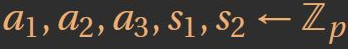 a₁, a₂, a₃, s₁, s₂ ← ℤₚ